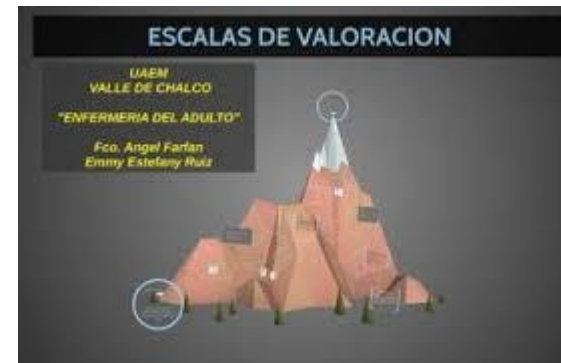 ESCALAS DE VALORACION
UAEM
VALLE DE CHALCO
"ENFERMERIA DEL ADULTO"
Fco. Angel Farfan
Emmy Estefany Ruiz